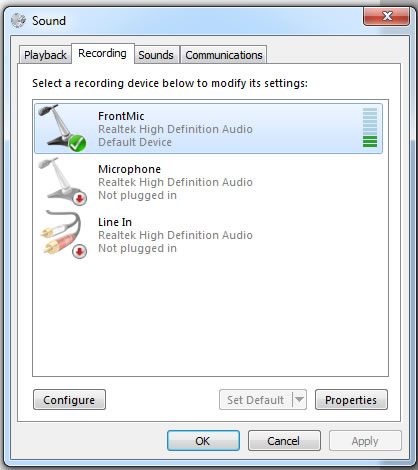 Sound
Playback Recording Sounds Communications
Select a recording device below to modify its settings:
FrontMic
Realtek High Definition Audio
Default Device
Microphone
Realtek High Definition Audio
Not plugged in
Line In
Realtek High Definition Audio
Not plugged in
Configure Set Default Properties
OK Cancel Apply